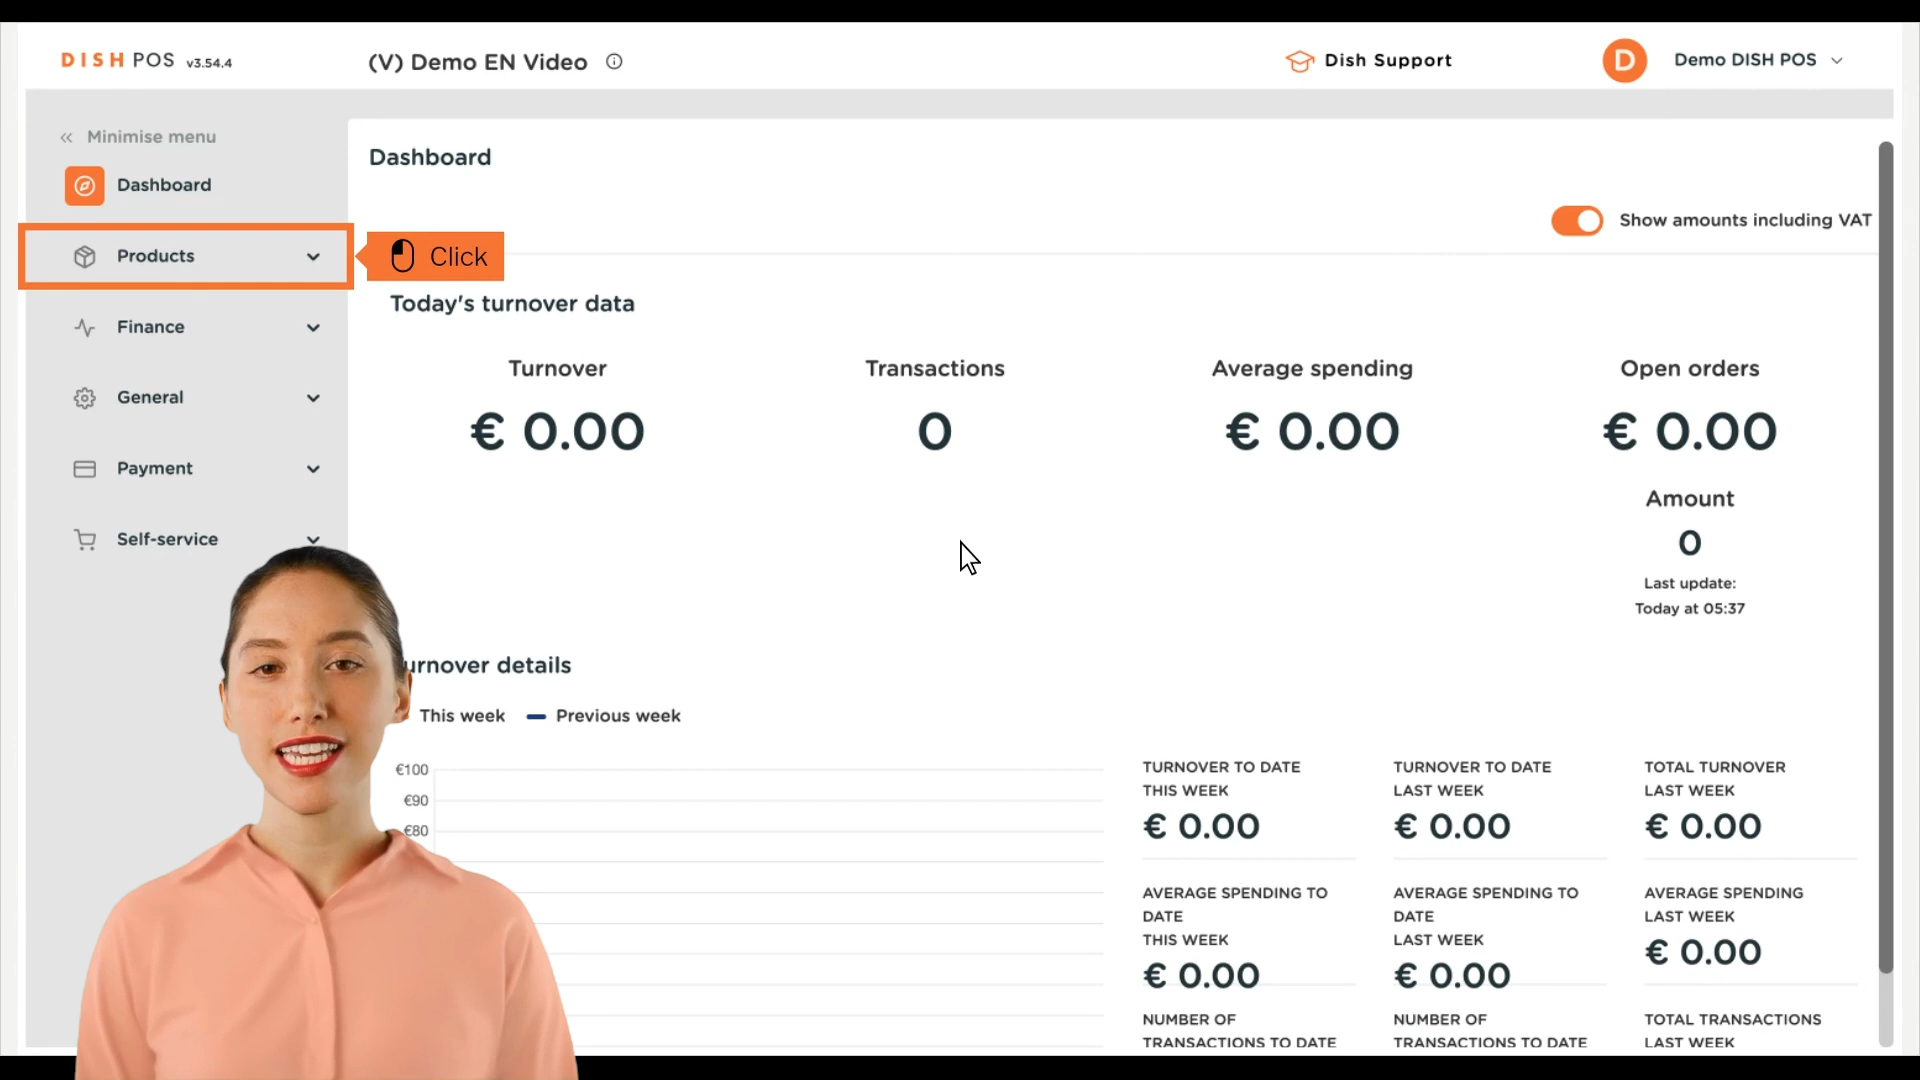 DISH POS v3.54.4
(V) Demo EN Video
Dish Support
D
Demo DISH POS
Minimise menu
Dashboard
Products
Click
Finance
General
Payment
Self-service
Dashboard
Show amounts including VAT
Today's turnover data
Turnover
€ 0.00
Transactions
0
Average spending
€ 0.00
Open orders
€ 0.00
Amount
0
Last update:
Today at 05:37
urnover details
This week
Previous week
€100
€90
€80
TURNOVER TO DATE
THIS WEEK
€ 0.00
TURNOVER TO DATE
LAST WEEK
€ 0.00
TOTAL TURNOVER
LAST WEEK
€ 0.00
AVERAGE SPENDING TO
DATE
THIS WEEK
€ 0.00
AVERAGE SPENDING TO
DATE
LAST WEEK
€ 0.00
AVERAGE SPENDING
LAST WEEK
€ 0.00
NUMBER OF
TRANSACTIONS TO DATE
NUMBER OF
TRANSACTIONS TO DATE
TOTAL TRANSACTIONS
LAST WEEK